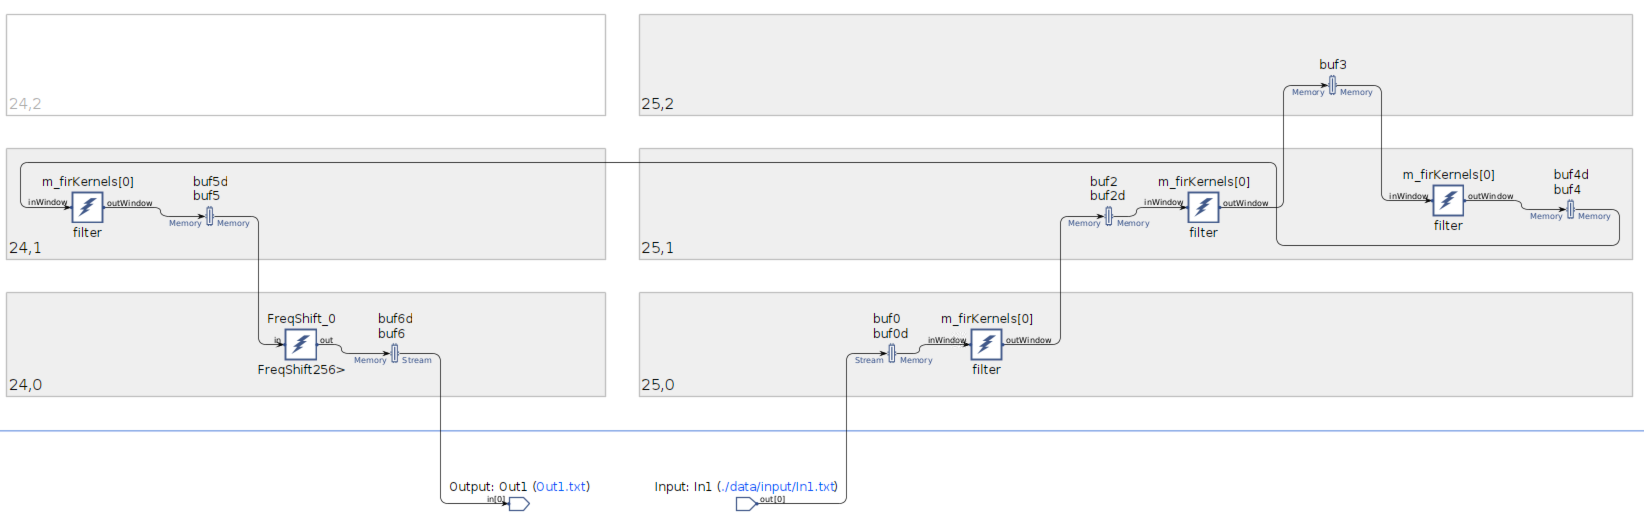 buf3
Memory
Memory
24,2
25,2
m_firKernels[0]
inWindow
outWindow
filter
buf5d
buf5
Memory
Memory
24,1
buf2
buf2d
Memory
Memory
m_firKernels[0]
inWindow
outWindow
filter
m_firKernels[0]
inWindow
outWindow
filter
buf4d
buf4
Memory
Memory
25,1
FreqShift_0
in
out
FreqShift256>
buf6d
buf6
Memory
Stream
24,0
buf0
buf0d
Stream
Memory
m_firKernels[0]
inWindow
outWindow
filter
25,0
Output: Out1 (Out1.txt)
in[0]
Input: In1 (./data/input/In1.txt)
out[0]